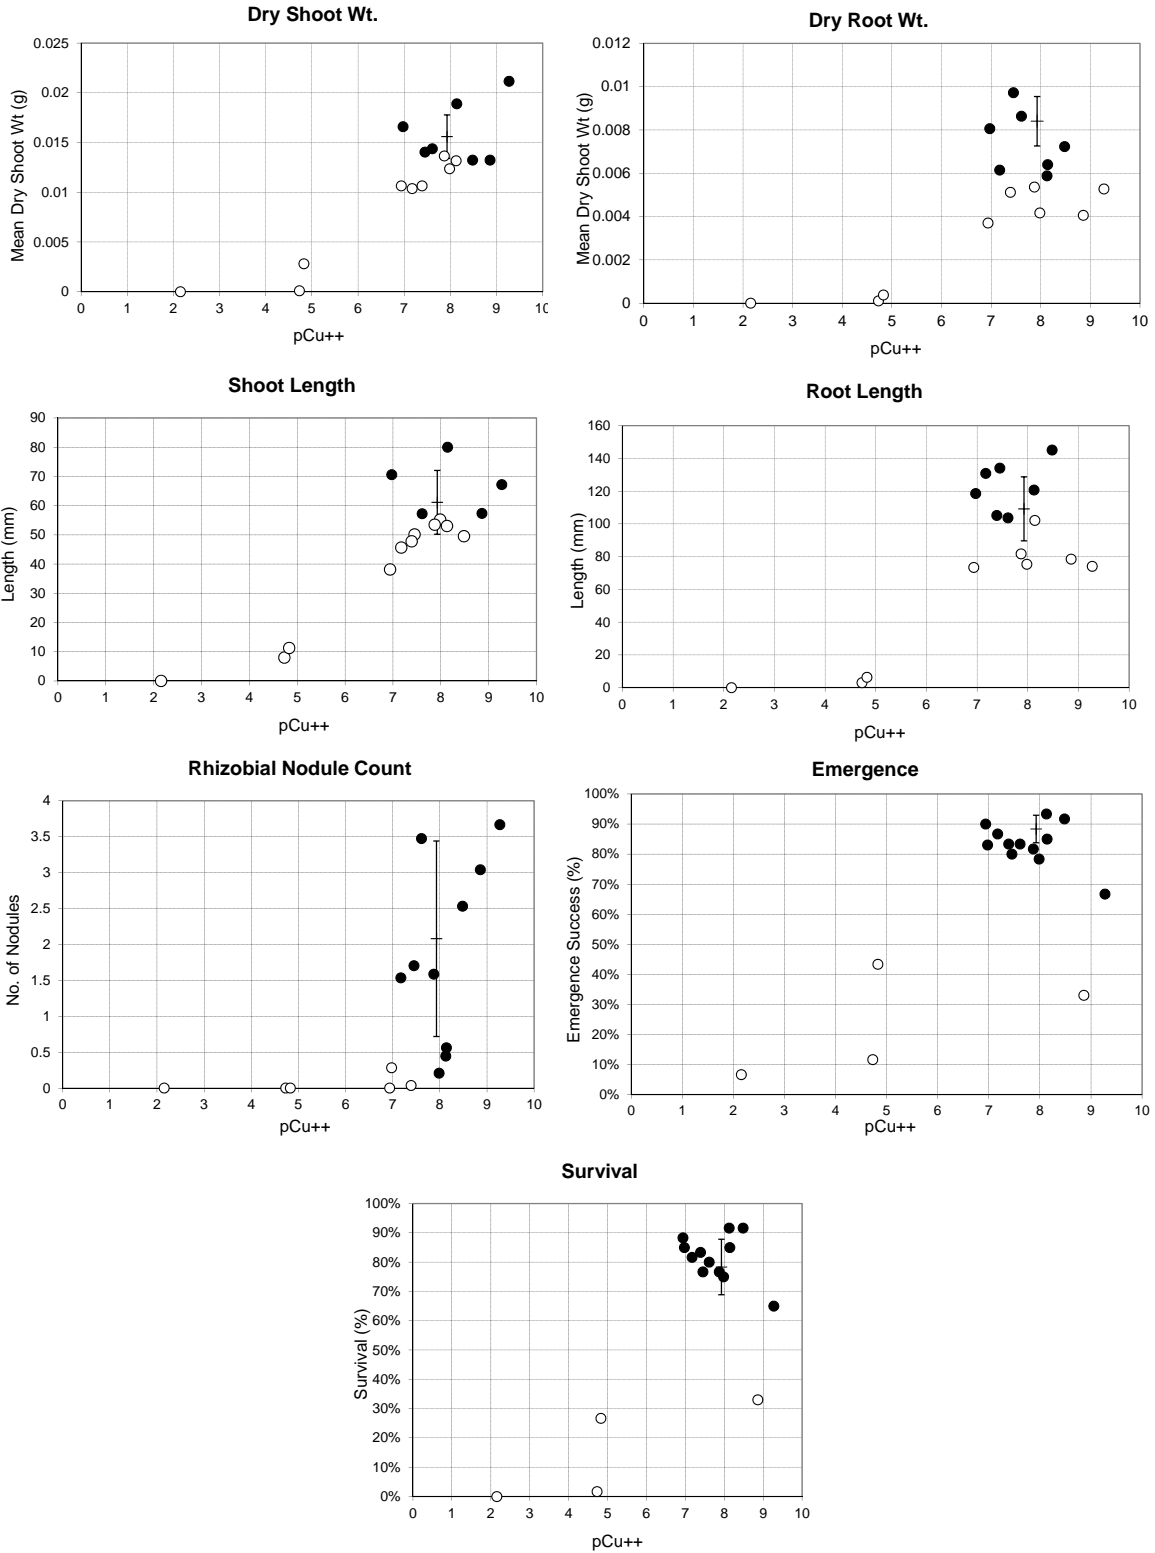 Dry Shoot Wt.
Mean Dry Shoot Wt (g)
0.025
0.02
0.015
0.01
0.005
0
0 1 2 3 4 5 6 7 8 9 10
pCu++
Dry Root Wt.
Mean Dry Shoot Wt (g)
0.012
0.01
0.008
0.006
0.004
0.002
0
0 1 2 3 4 5 6 7 8 9 10
pCu++
Shoot Length
Length (mm)
90
80
70
60
50
40
30
20
10
0
0 1 2 3 4 5 6 7 8 9 10
pCu++
Root Length
Length (mm)
160
140
120
100
80
60
40
20
0
0 1 2 3 4 5 6 7 8 9 10
pCu++
Rhizobial Nodule Count
No. of Nodules
4
3.5
3
2.5
2
1.5
1
0.5
0
0 1 2 3 4 5 6 7 8 9 10
pCu++
Emergence
Emergence Success (%)
100%
90%
80%
70%
60%
50%
40%
30%
20%
10%
0%
0 1 2 3 4 5 6 7 8 9 10
pCu++
Survival
Survival (%)
100%
90%
80%
70%
60%
50%
40%
30%
20%
10%
0%
0 1 2 3 4 5 6 7 8 9 10
pCu++